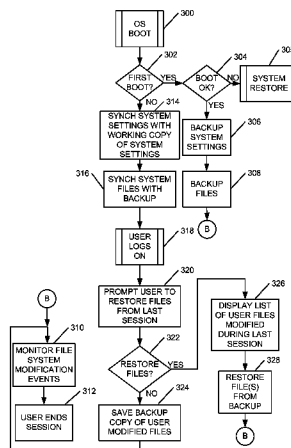 OS
BOOT
300
302
304
FIRST
BOOT?
YES
BOOT
OK?
NO
SYSTEM
RESTORE
NO
314
YES
SYNCH SYSTEM
SETTINGS WITH
WORKING COPY
OF SYSTEM
SETTINGS
306
BACKUP
SYSTEM
SETTINGS
316
SYNCH SYSTEM
FILES WITH
BACKUP
308
BACKUP
FILES
B
USER
LOGS
ON
318
320
PROMPT USER TO
RESTORE FILES
FROM LAST
SESSION
326
DISPLAY LIST
OF USER FILES
MODIFIED
DURING LAST
SESSION
B
310
MONITOR FILE
SYSTEM
MODIFICATION
EVENTS
322
RESTORE
FILES?
YES
328
RESTORE
FILE(S)
FROM
BACKUP
312
USER ENDS
SESSION
NO
324
SAVE BACKUP
COPY OF USER
MODIFIED FILES
B